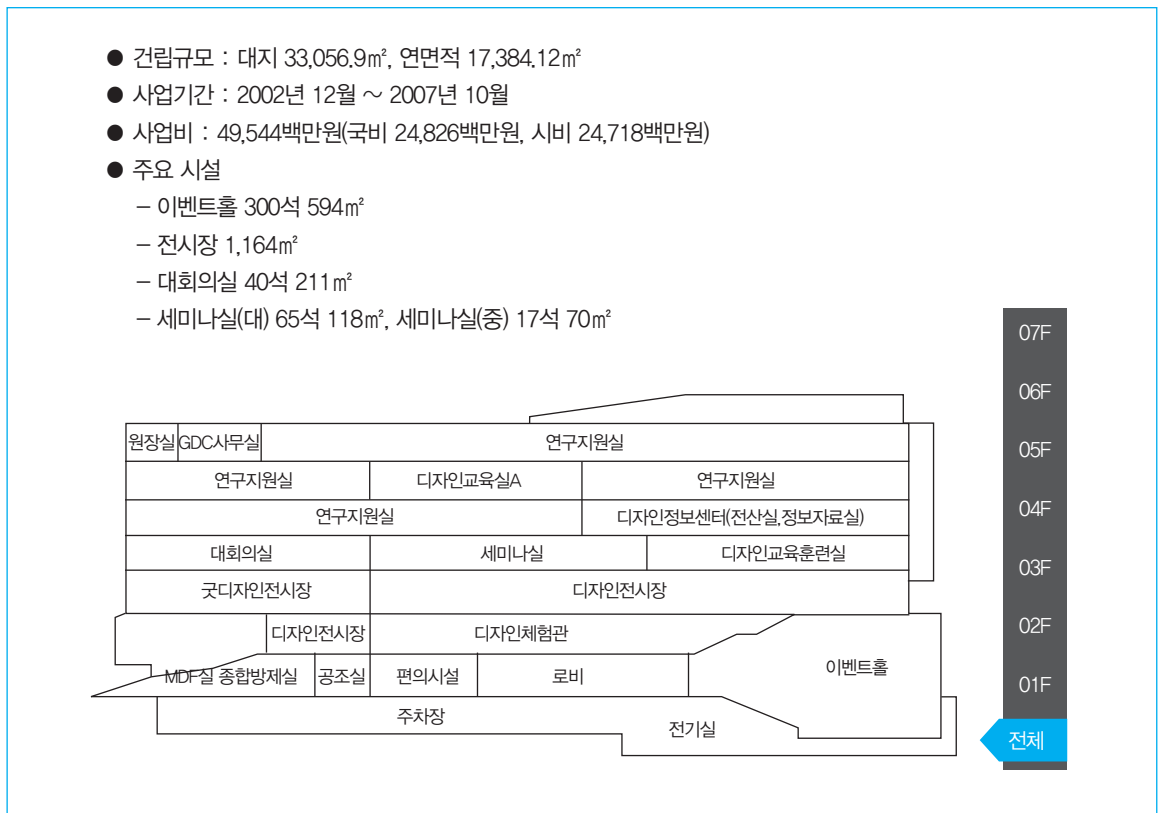 ● 건립규모 : 대지 33,056.9㎡, 연면적 17,384.12㎡
● 사업기간 : 2002년 12월 ~ 2007년 10월
● 사업비 : 49,544백만원(국비 24,826백만원, 시비 24,718백만원)
● 주요 시설
– 이벤트홀 300석 594㎡
– 전시장 1,164㎡
– 대회의실 40석 211㎡
– 세미나실(대) 65석 118㎡, 세미나실(중) 17석 70㎡
07F
06F
05F
04F
03F
02F
01F
전체
원장실 GDC사무실 연구지원실
연구지원실 디자인교육실A 연구지원실
연구지원실 디자인정보센터(전산실,정보자료실)
대회의실 세미나실 디자인교육훈련실
굿디자인전시장 디자인전시장
디자인전시장 디자인체험관
이벤트홀
MDF실 종합방제실 공조실 편의시설 로비
주차장
전기실